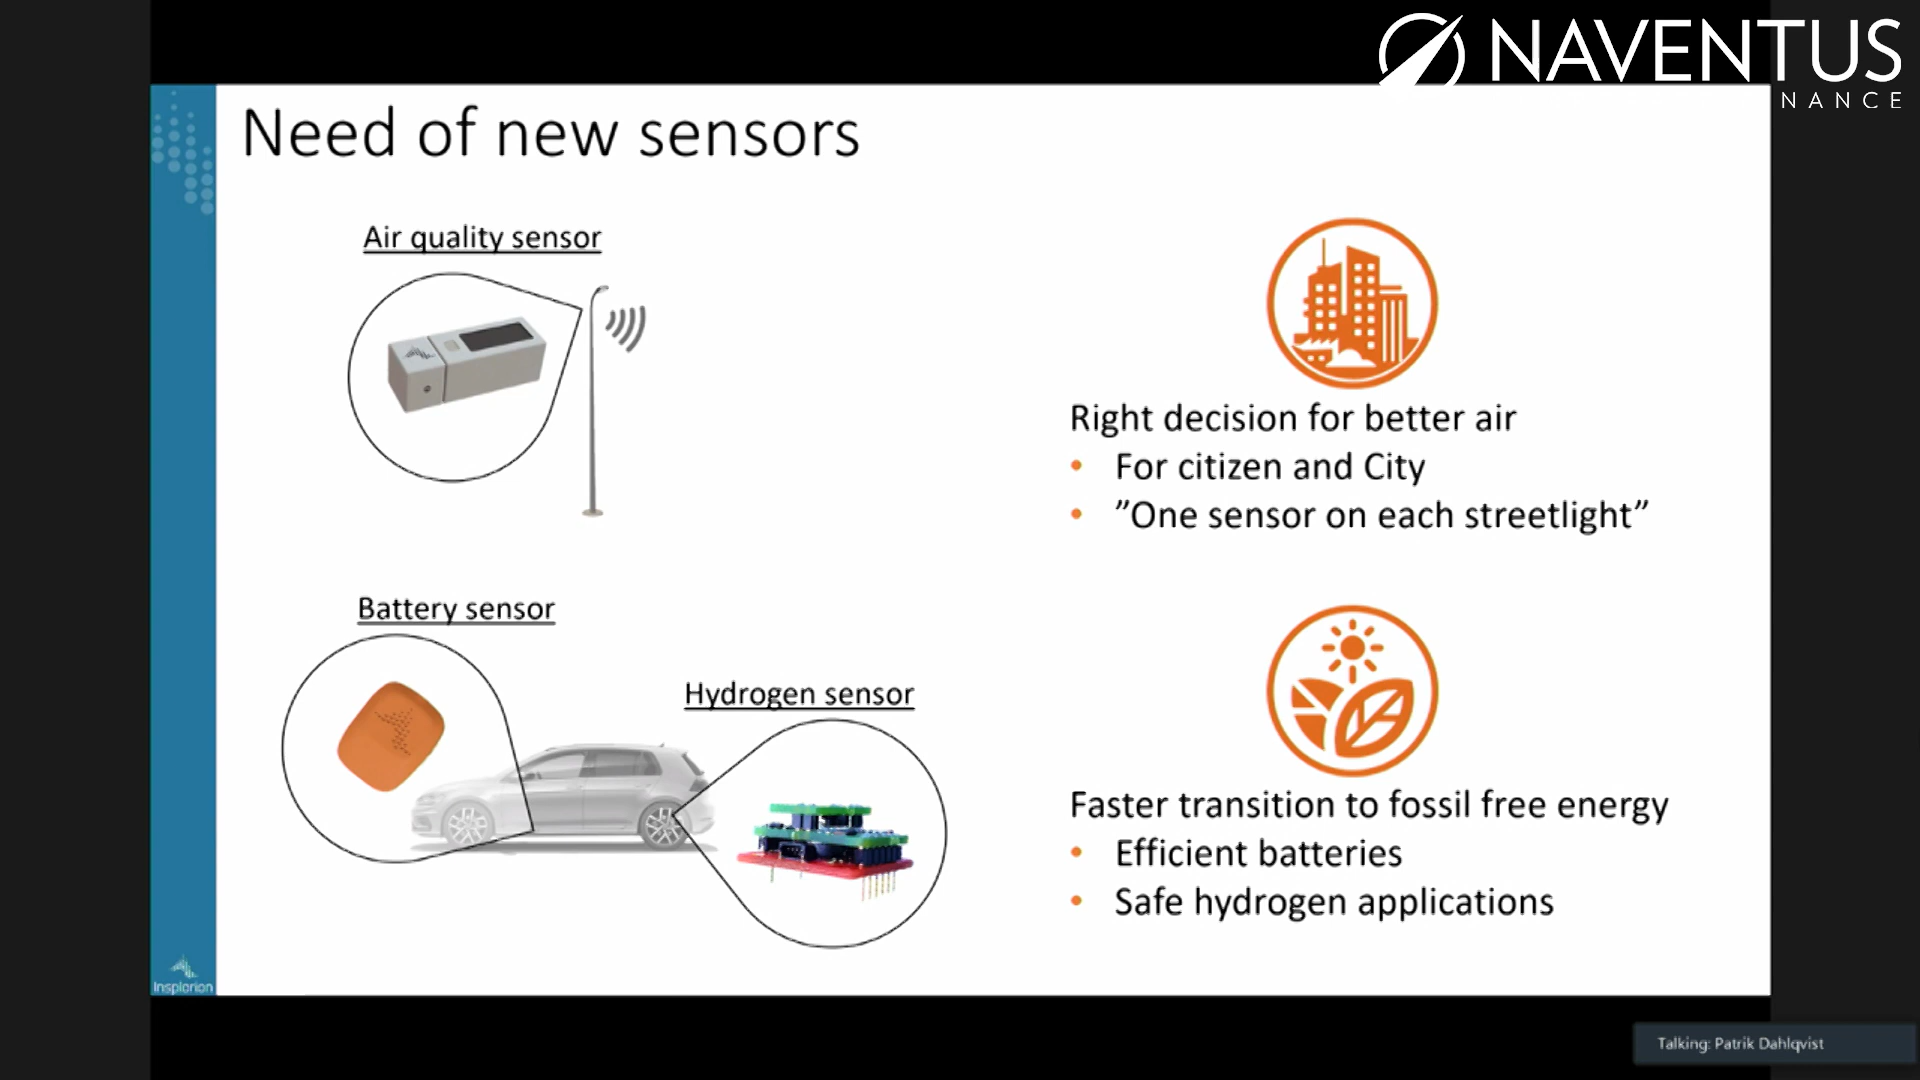 NAVENTUS
NANCE
Need of new sensors
Air quality sensor
Right decision for better air
• For citizen and City
• ”One sensor on each streetlight”
Battery sensor
Hydrogen sensor
Faster transition to fossil free energy
• Efficient batteries
• Safe hydrogen applications
Insplorion
Talking: Patrik Dahlqvist